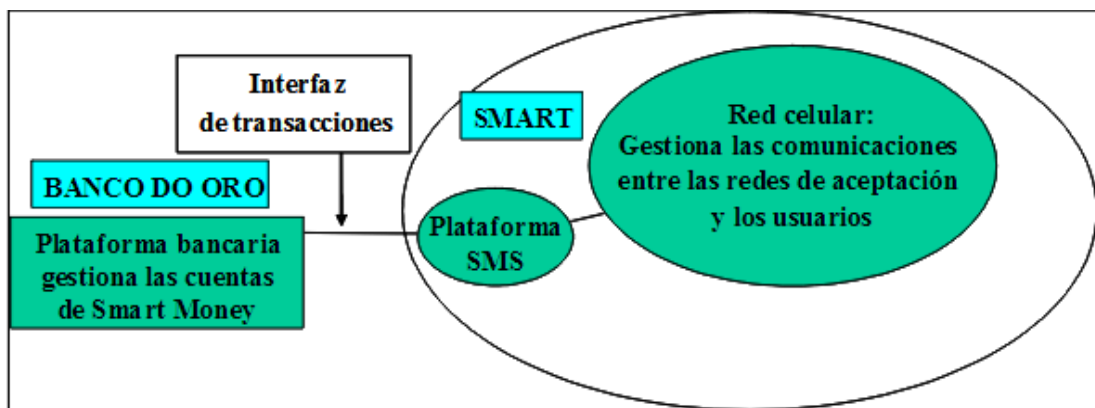 Interfaz
de transacciones
SMART
BANCO DO ORO
Plataforma bancaria
gestiona las cuentas
de Smart Money
Plataforma
SMS
Red celular:
Gestiona las comunicaciones
entre las redes de aceptación
y los usuarios